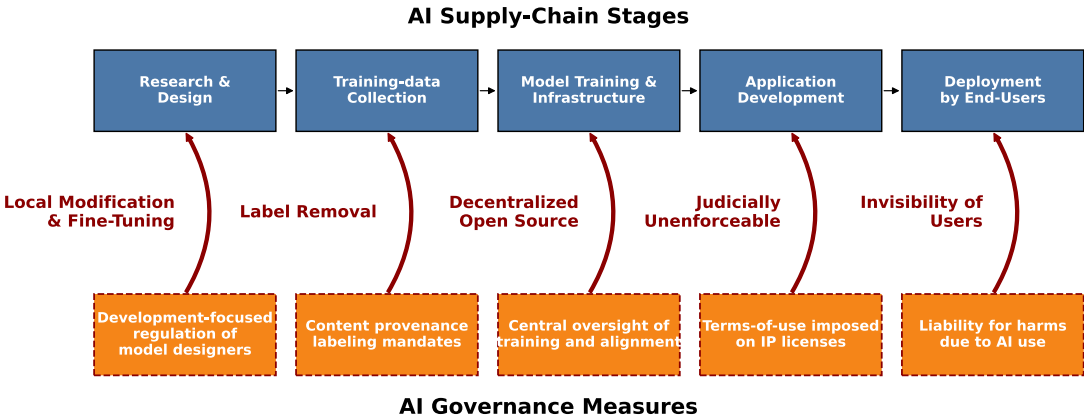 AI Supply-Chain Stages
Research &
Design
Training-data
Collection
Model Training &
Infrastructure
Application
Development
Deployment
by End-Users
Local Modification
& Fine-Tuning
Label Removal
Decentralized
Open Source
Judicially
Unenforceable
Invisibility of
Users
Development-focused
regulation of
model designers
Content provenance
labeling mandates
Central oversight of
training and alignment
Terms-of-use imposed
on IP licenses
Liability for harms
due to AI use
AI Governance Measures